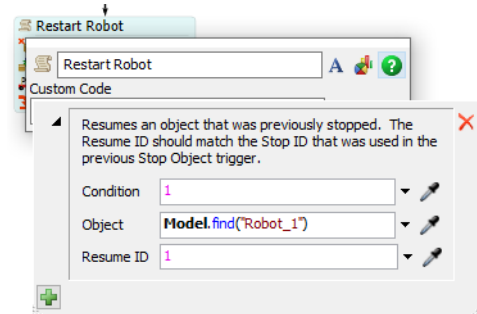 Restart Robot
Restart Robot
A
?
Custom Code
Resumes an object that was previously stopped. The
Resume ID should match the Stop ID that was used in the
previous Stop Object trigger.
Condition 1
Object Model.find("Robot_1")
Resume ID 1